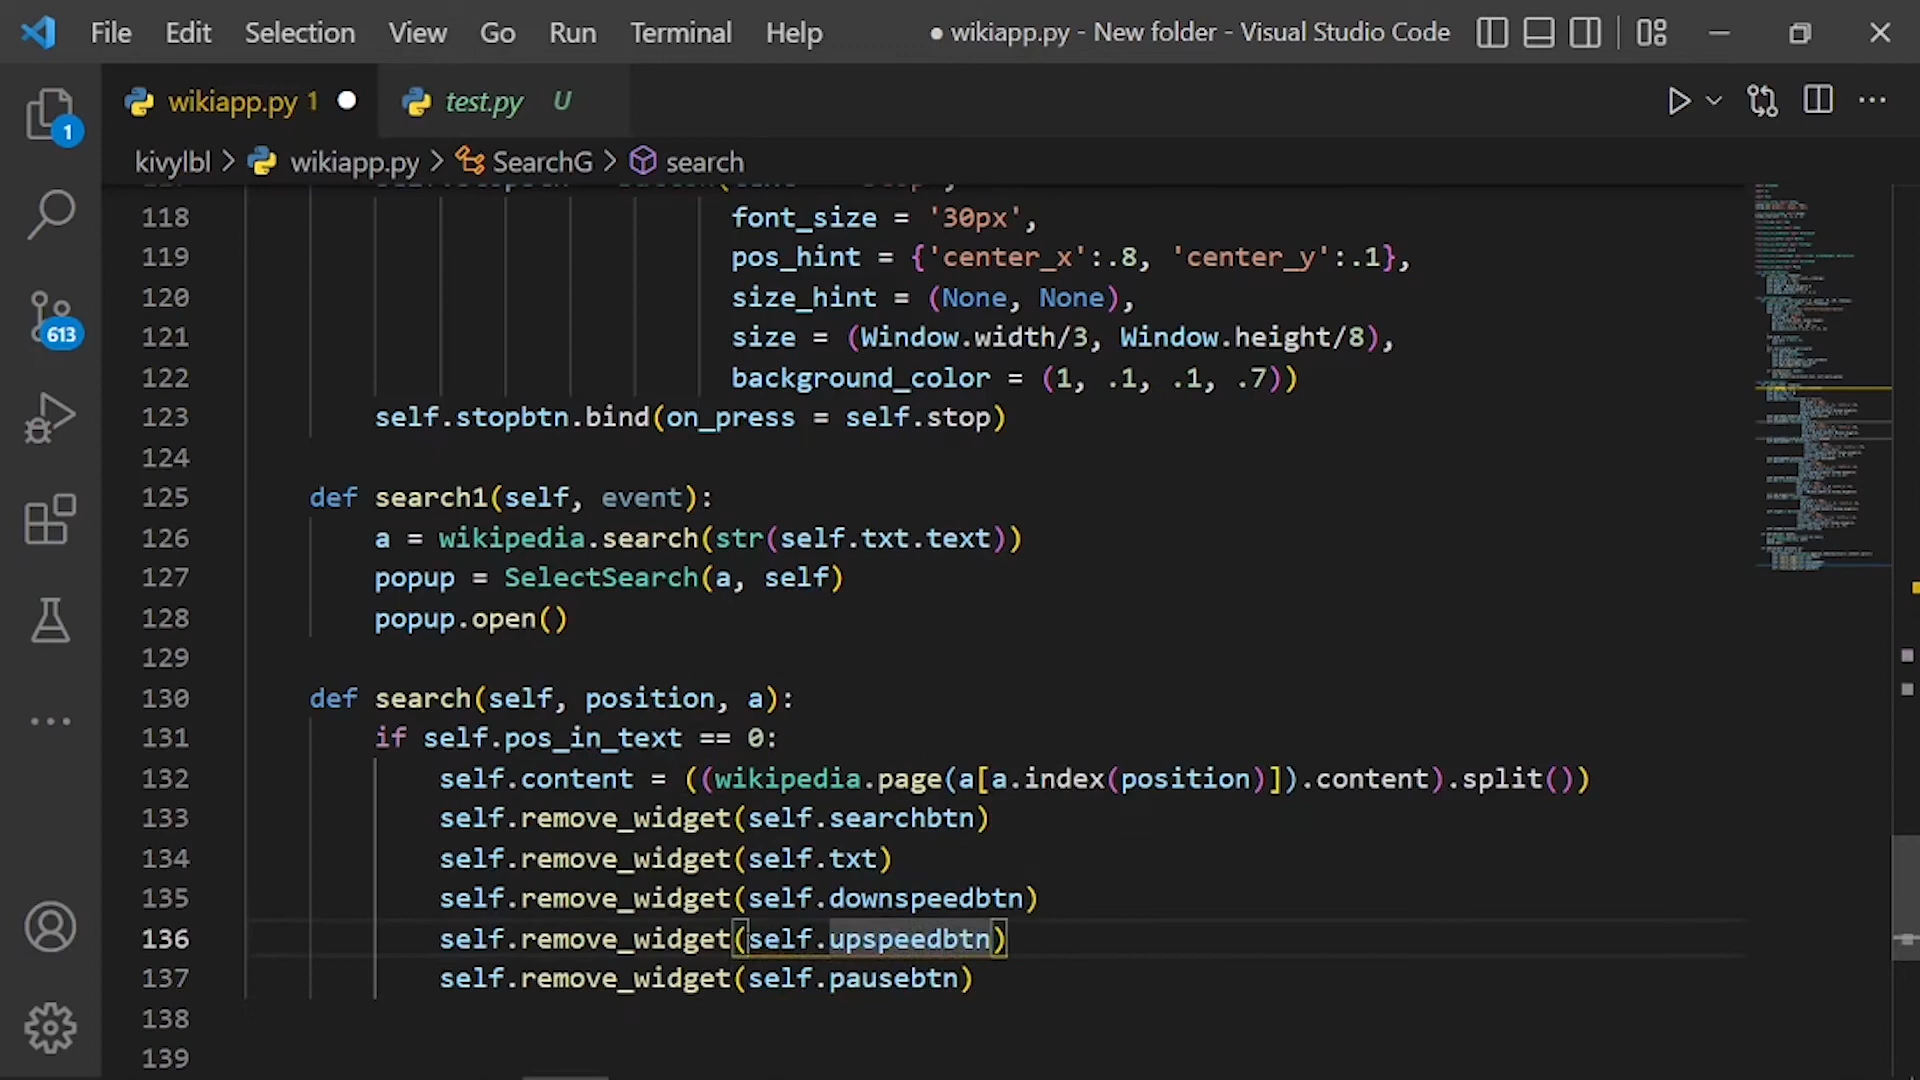 File Edit Selection View Go Run Terminal Help ● wikiapp.py - New folder - Visual Studio Code
wikiapp.py 1 test.py U
1
kivylbl > wikiapp.py > SearchG > search
118 font_size = '30px',
119 pos_hint = {'center_x':.8, 'center_y':.1},
120 size_hint = (None, None),
121 size = (Window.width/3, Window.height/8),
613
122 background_color = (1, .1, .1, .7))
123 self.stopbtn.bind(on_press = self.stop)
124
125 def search1(self, event):
126 a = wikipedia.search(str(self.txt.text))
127 popup = SelectSearch(a, self)
128 popup.open()
129
130 def search(self, position, a):
131 if self.pos_in_text == 0:
132 self.content = ((wikipedia.page(a[a.index(position)]).content).split())
133 self.remove_widget(self.searchbtn)
134 self.remove_widget(self.txt)
135 self.remove_widget(self.downspeedbtn)
136 self.remove_widget(self.upspeedbtn)
137 self.remove_widget(self.pausebtn)
138
139